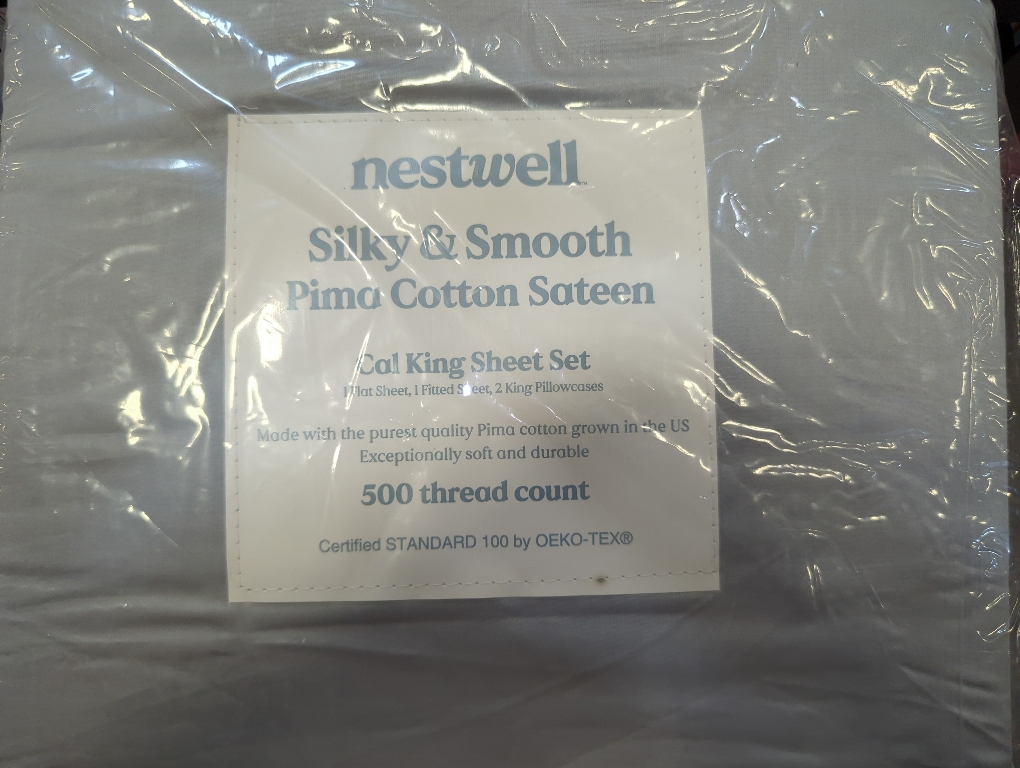 nestwell
Silky & Smooth
Pima Cotton Sateen
Cal King Sheet Set
1 Flat Sheet, 1 Fitted Sheet, 2 King Pillowcases
Made with the purest quality Pima cotton grown in the US
Exceptionally soft and durable
500 thread count
Certified STANDARD 100 by OEKO-TEX®